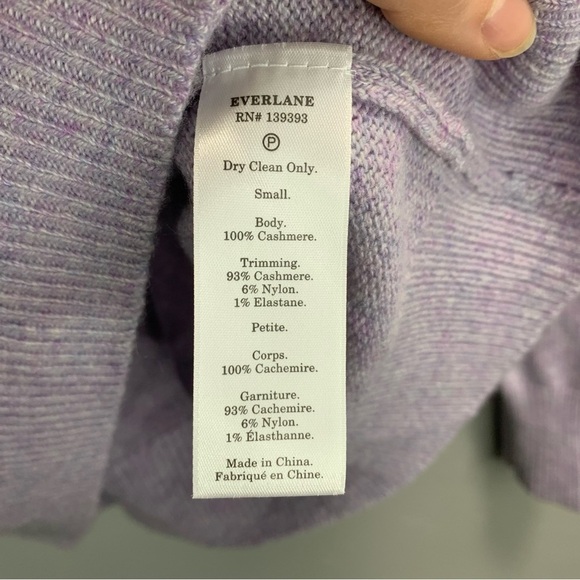 EVERLANE
RN# 139393
P
Dry Clean Only.
Small.
Body.
100% Cashmere.
Trimming.
93% Cashmere.
6% Nylon.
1% Elastane.
Petite.
Corps.
100% Cachemire.
Garniture.
93% Cachemire.
6% Nylon.
1% Élasthanne.
Made in China.
Fabriqué en Chine.